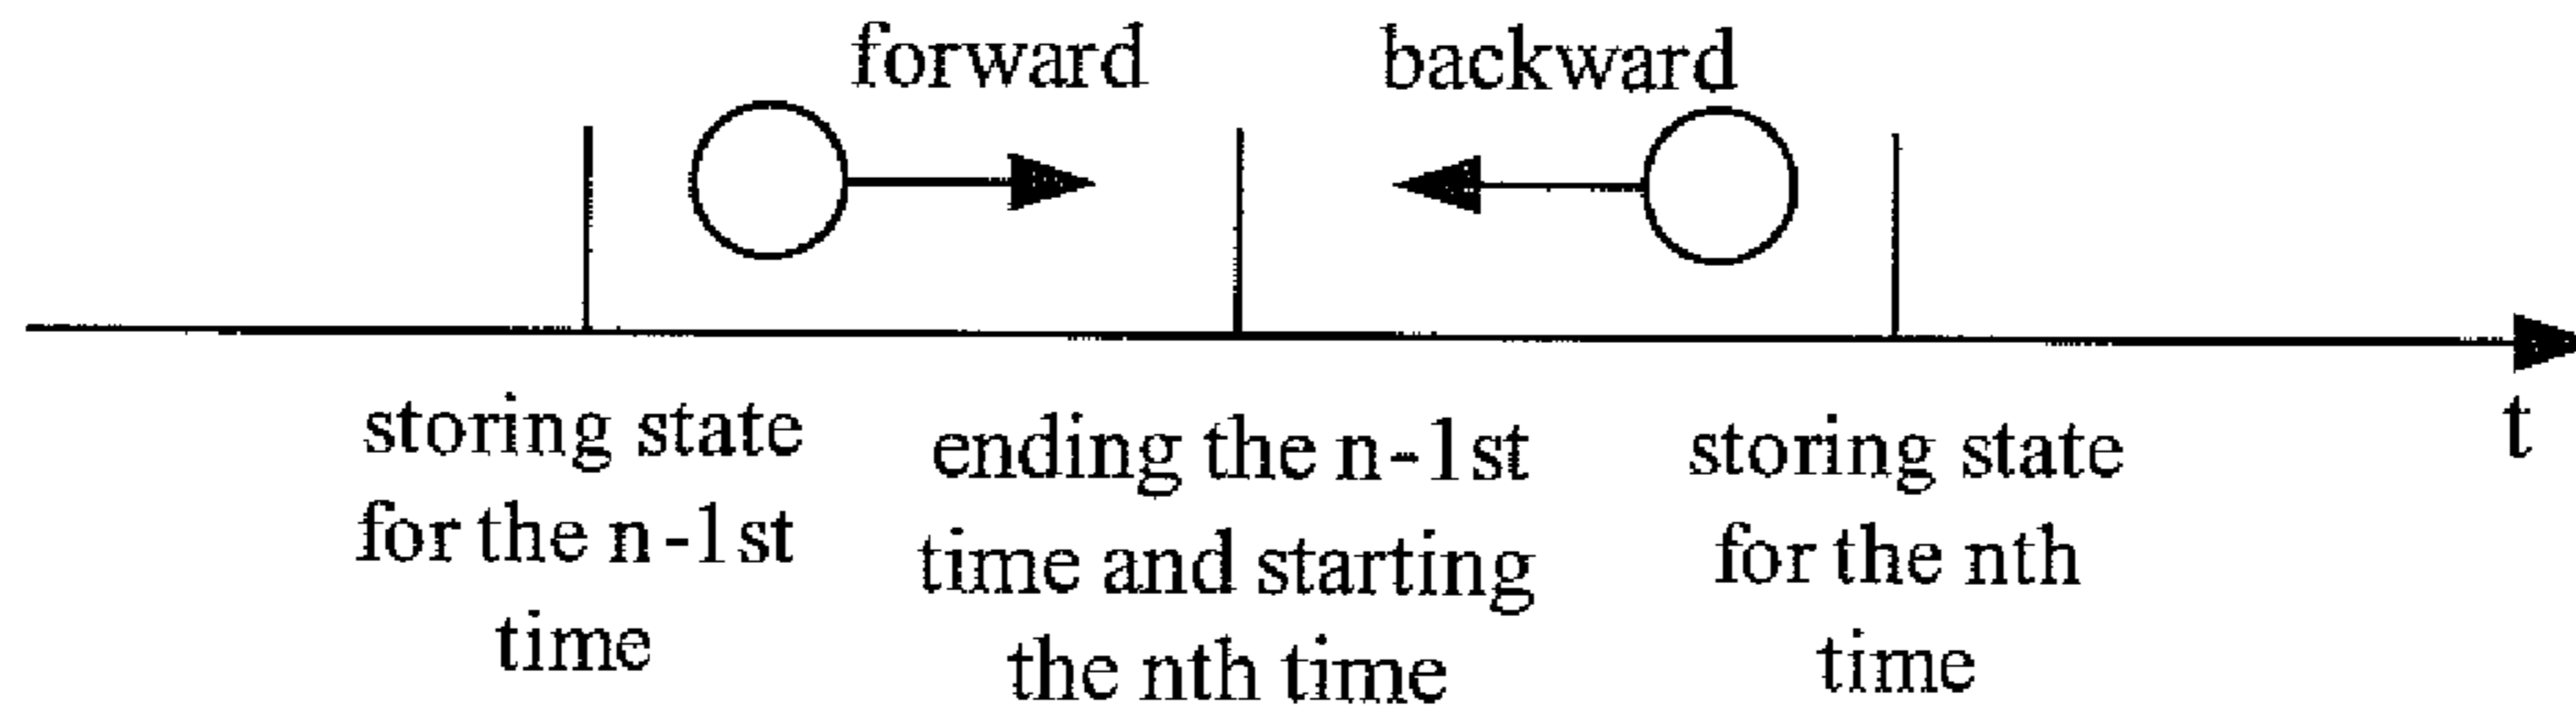 forward
backward
storing state
for the n-1st
time
ending the n-1st
time and starting
the nth time
storing state
for the nth
time
t